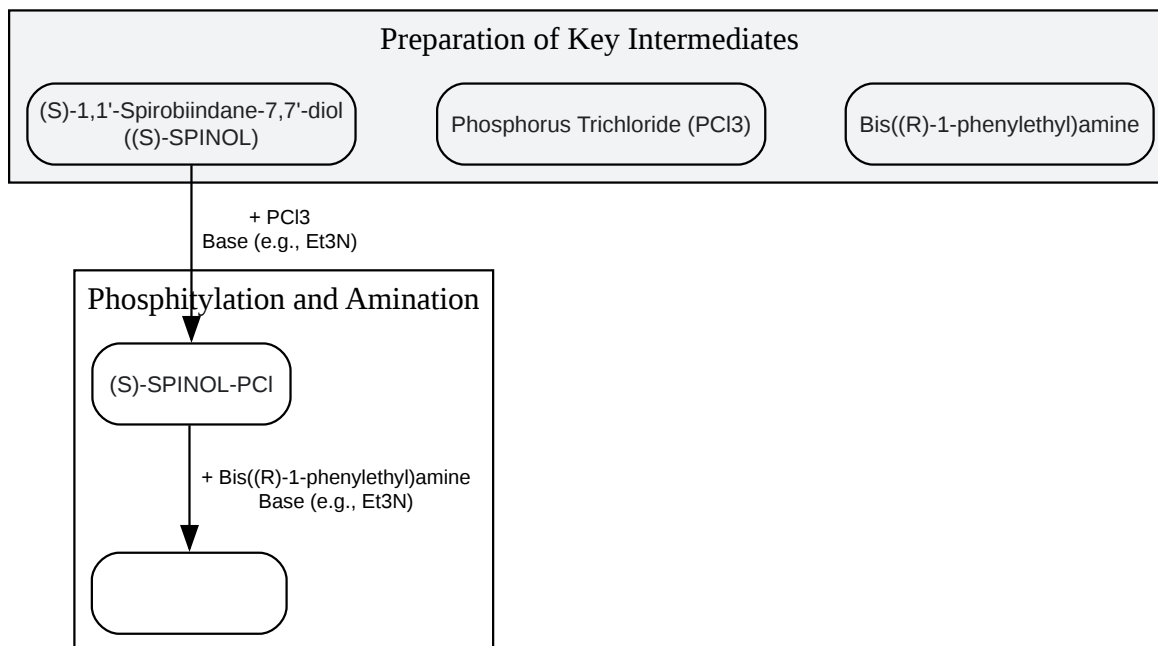 Preparation of Key Intermediates
(S)-1,1'-Spirobiindane-7,7'-diol
((S)-SPINOL)
Phosphorus Trichloride (PCl3)
Bis((R)-1-phenylethyl)amine
+ PCl3
Base (e.g., Et3N)
Phosphitylation and Amination
(S)-SPINOL-PCl
+ Bis((R)-1-phenylethyl)amine
Base (e.g., Et3N)